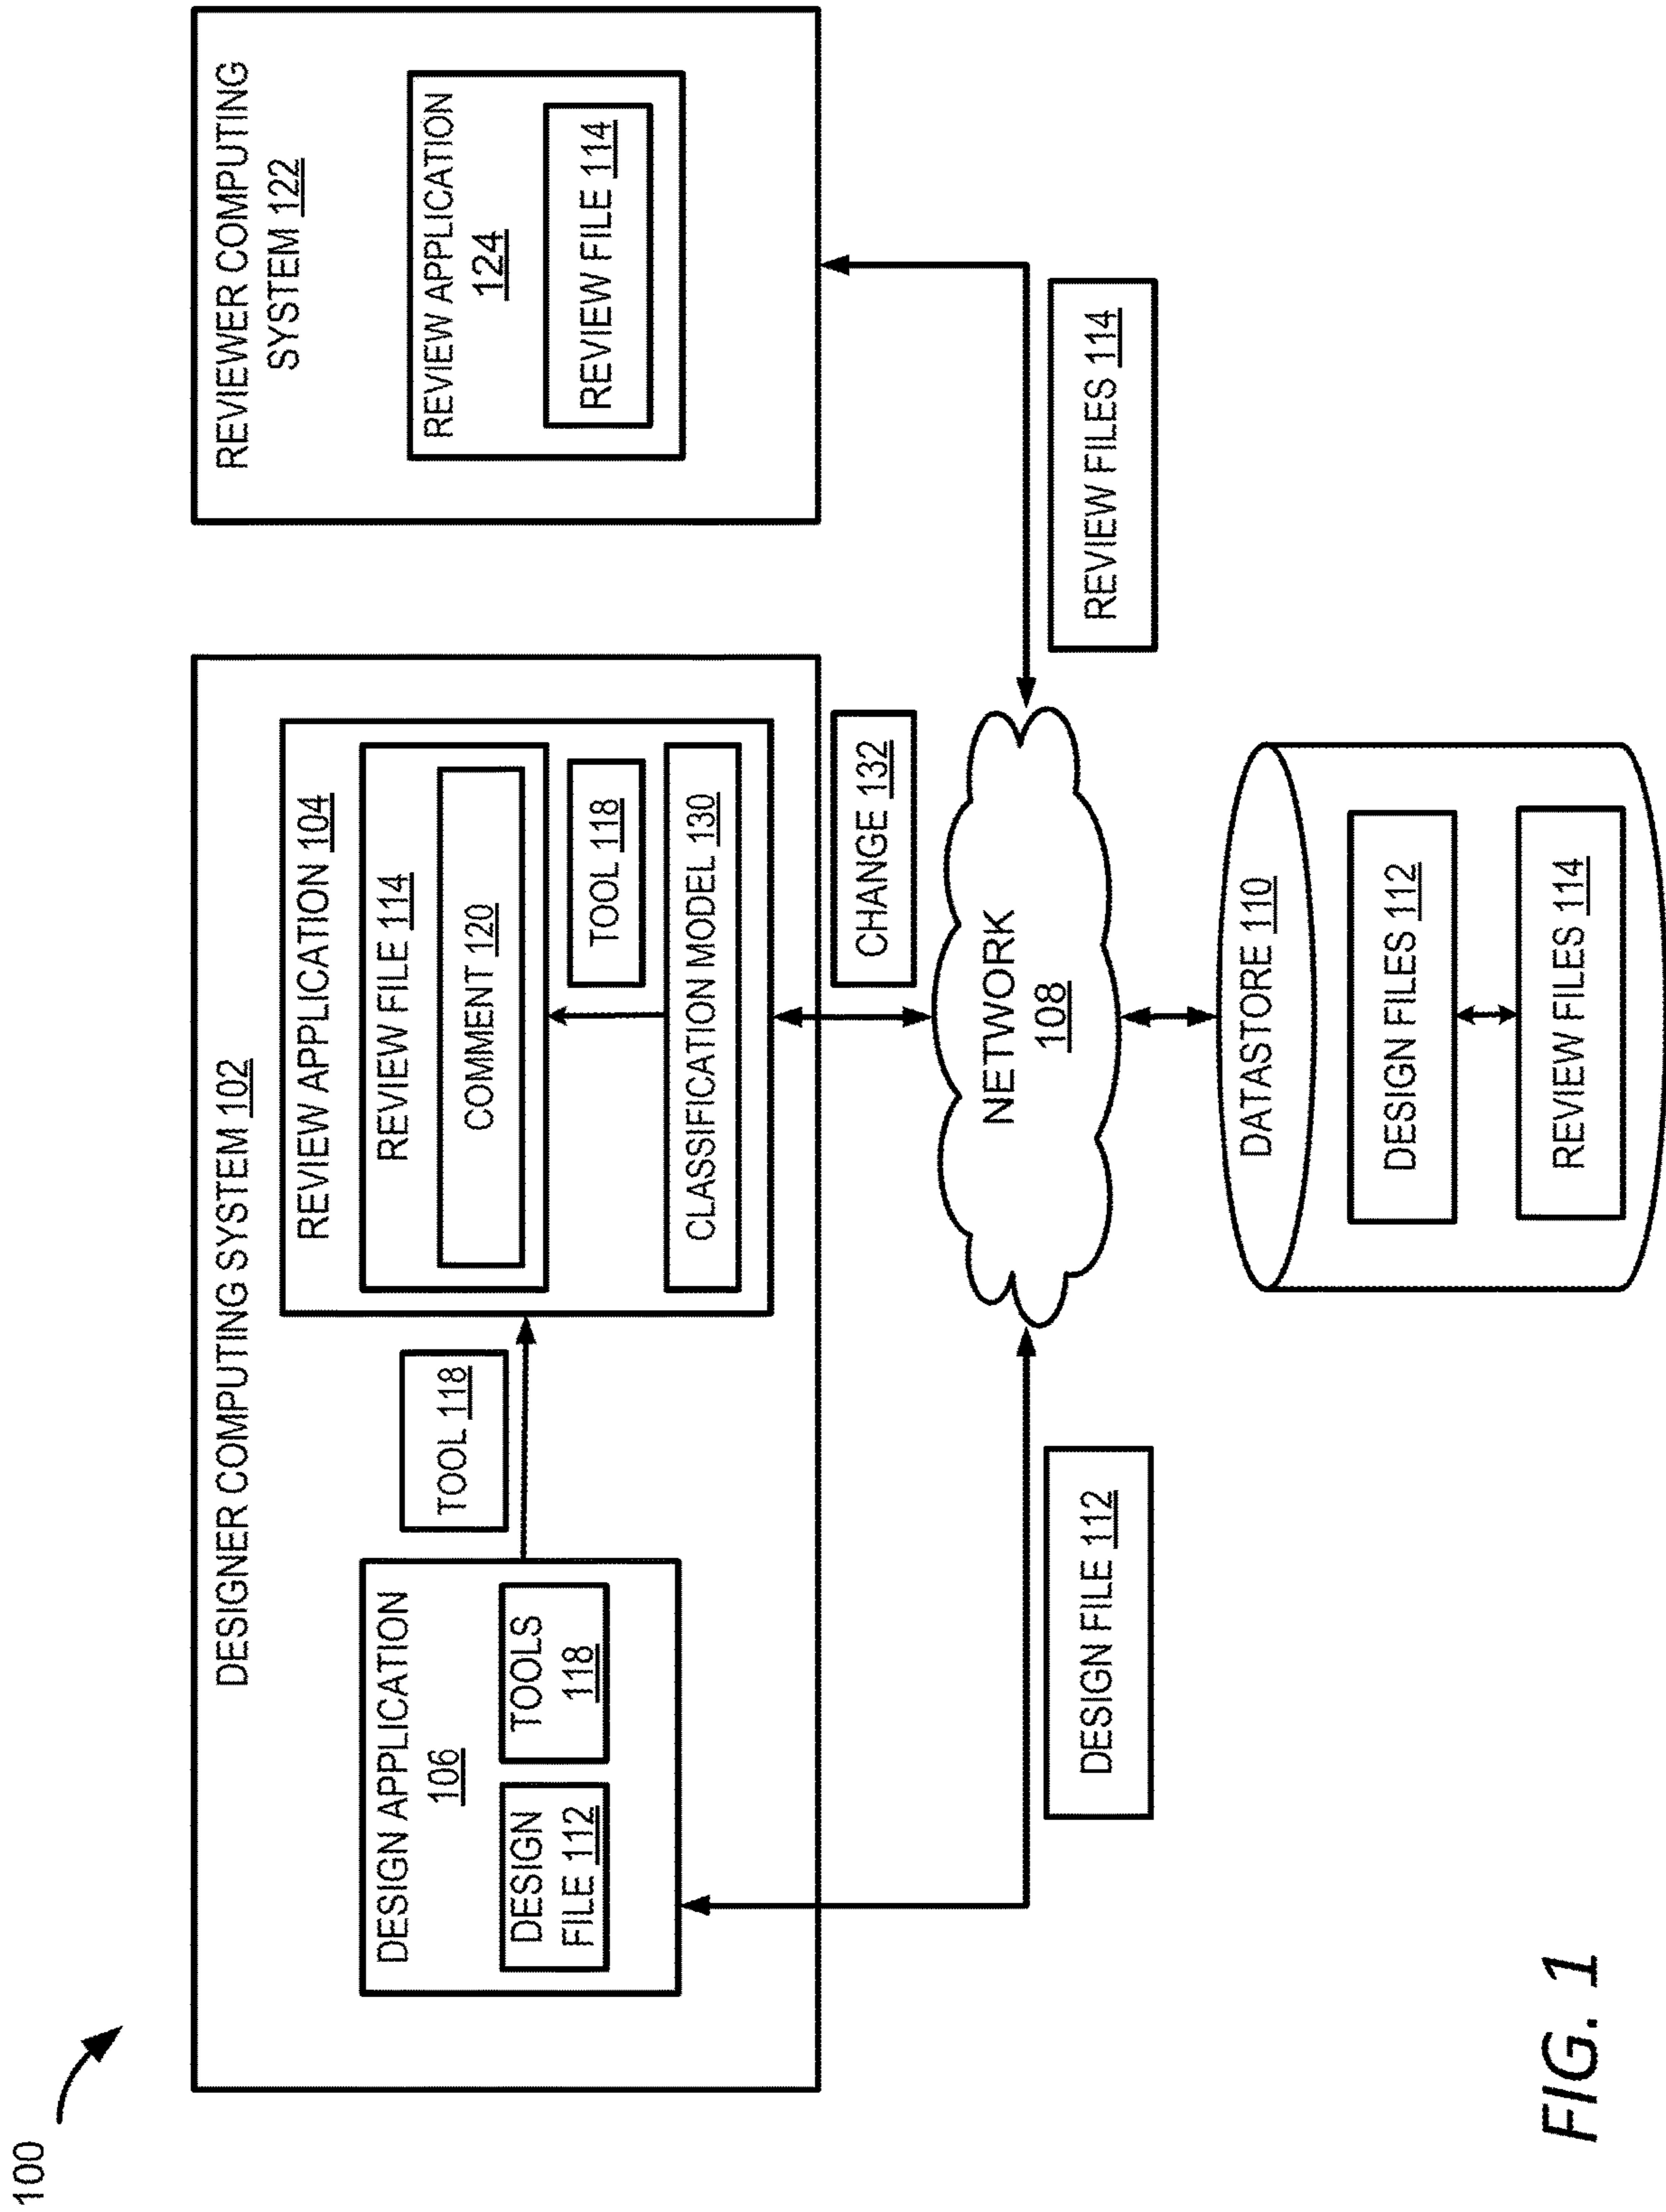 100
DESIGNER COMPUTING SYSTEM 102
DESIGN APPLICATION
106
DESIGN
FILE 112
TOOLS
118
TOOL 118
REVIEW APPLICATION 104
REVIEW FILE 114
COMMENT 120
TOOL 118
CLASSIFICATION MODEL 130
REVIEWER COMPUTING
SYSTEM 122
REVIEW APPLICATION
124
REVIEW FILE 114
CHANGE 132
DESIGN FILE 112
NETWORK
108
REVIEW FILES 114
DATASTORE 110
DESIGN FILES 112
REVIEW FILES 114
FIG. 1